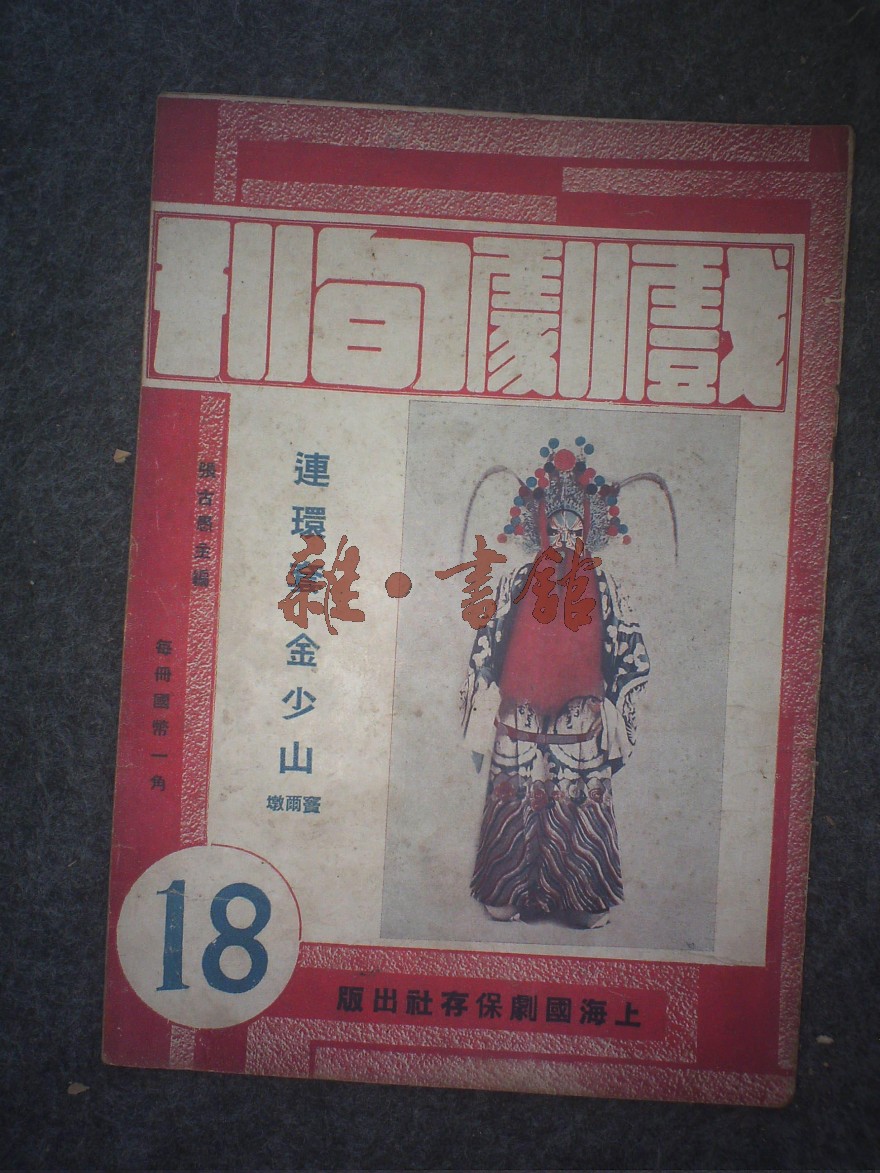 戲劇旬刊
連環套 金少山
竇爾墩
張古愚主編
每冊國幣一角
18
上海國劇保存社出版
雜·書館